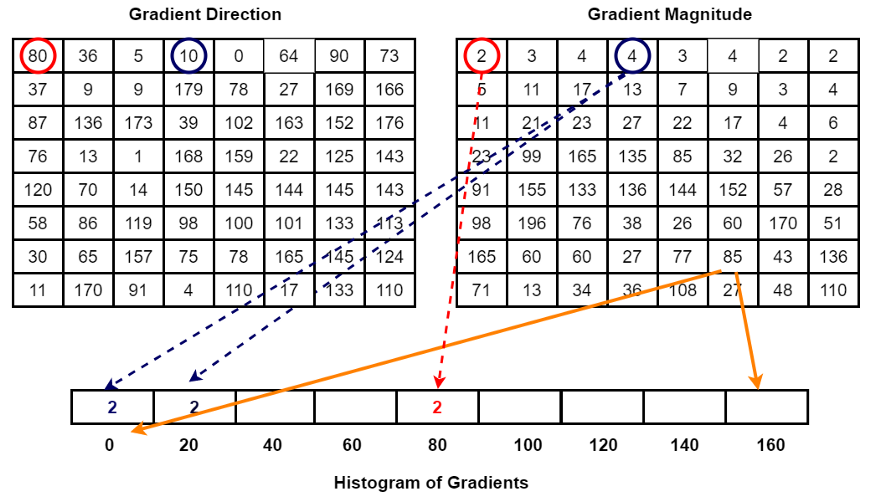 Gradient Direction Gradient Magnitude
80 36 5 10 0 64 90 73 2 3 4 4 3 4 2 2
37 9 9 179 78 27 169 166 5 11 17 13 7 9 3 4
87 136 173 39 102 163 152 176 11 21 23 27 22 17 4 6
76 13 1 168 159 22 125 143 23 99 165 135 85 32 26 2
120 70 14 150 145 144 145 143 91 155 133 136 144 152 57 28
58 86 119 98 100 101 133 113 98 196 76 38 26 60 170 51
30 65 157 75 78 165 145 124 165 60 60 27 77 85 43 136
11 170 91 4 110 17 133 110 71 13 34 36 108 27 48 110
2 2 2
0 20 40 60 80 100 120 140 160
Histogram of Gradients